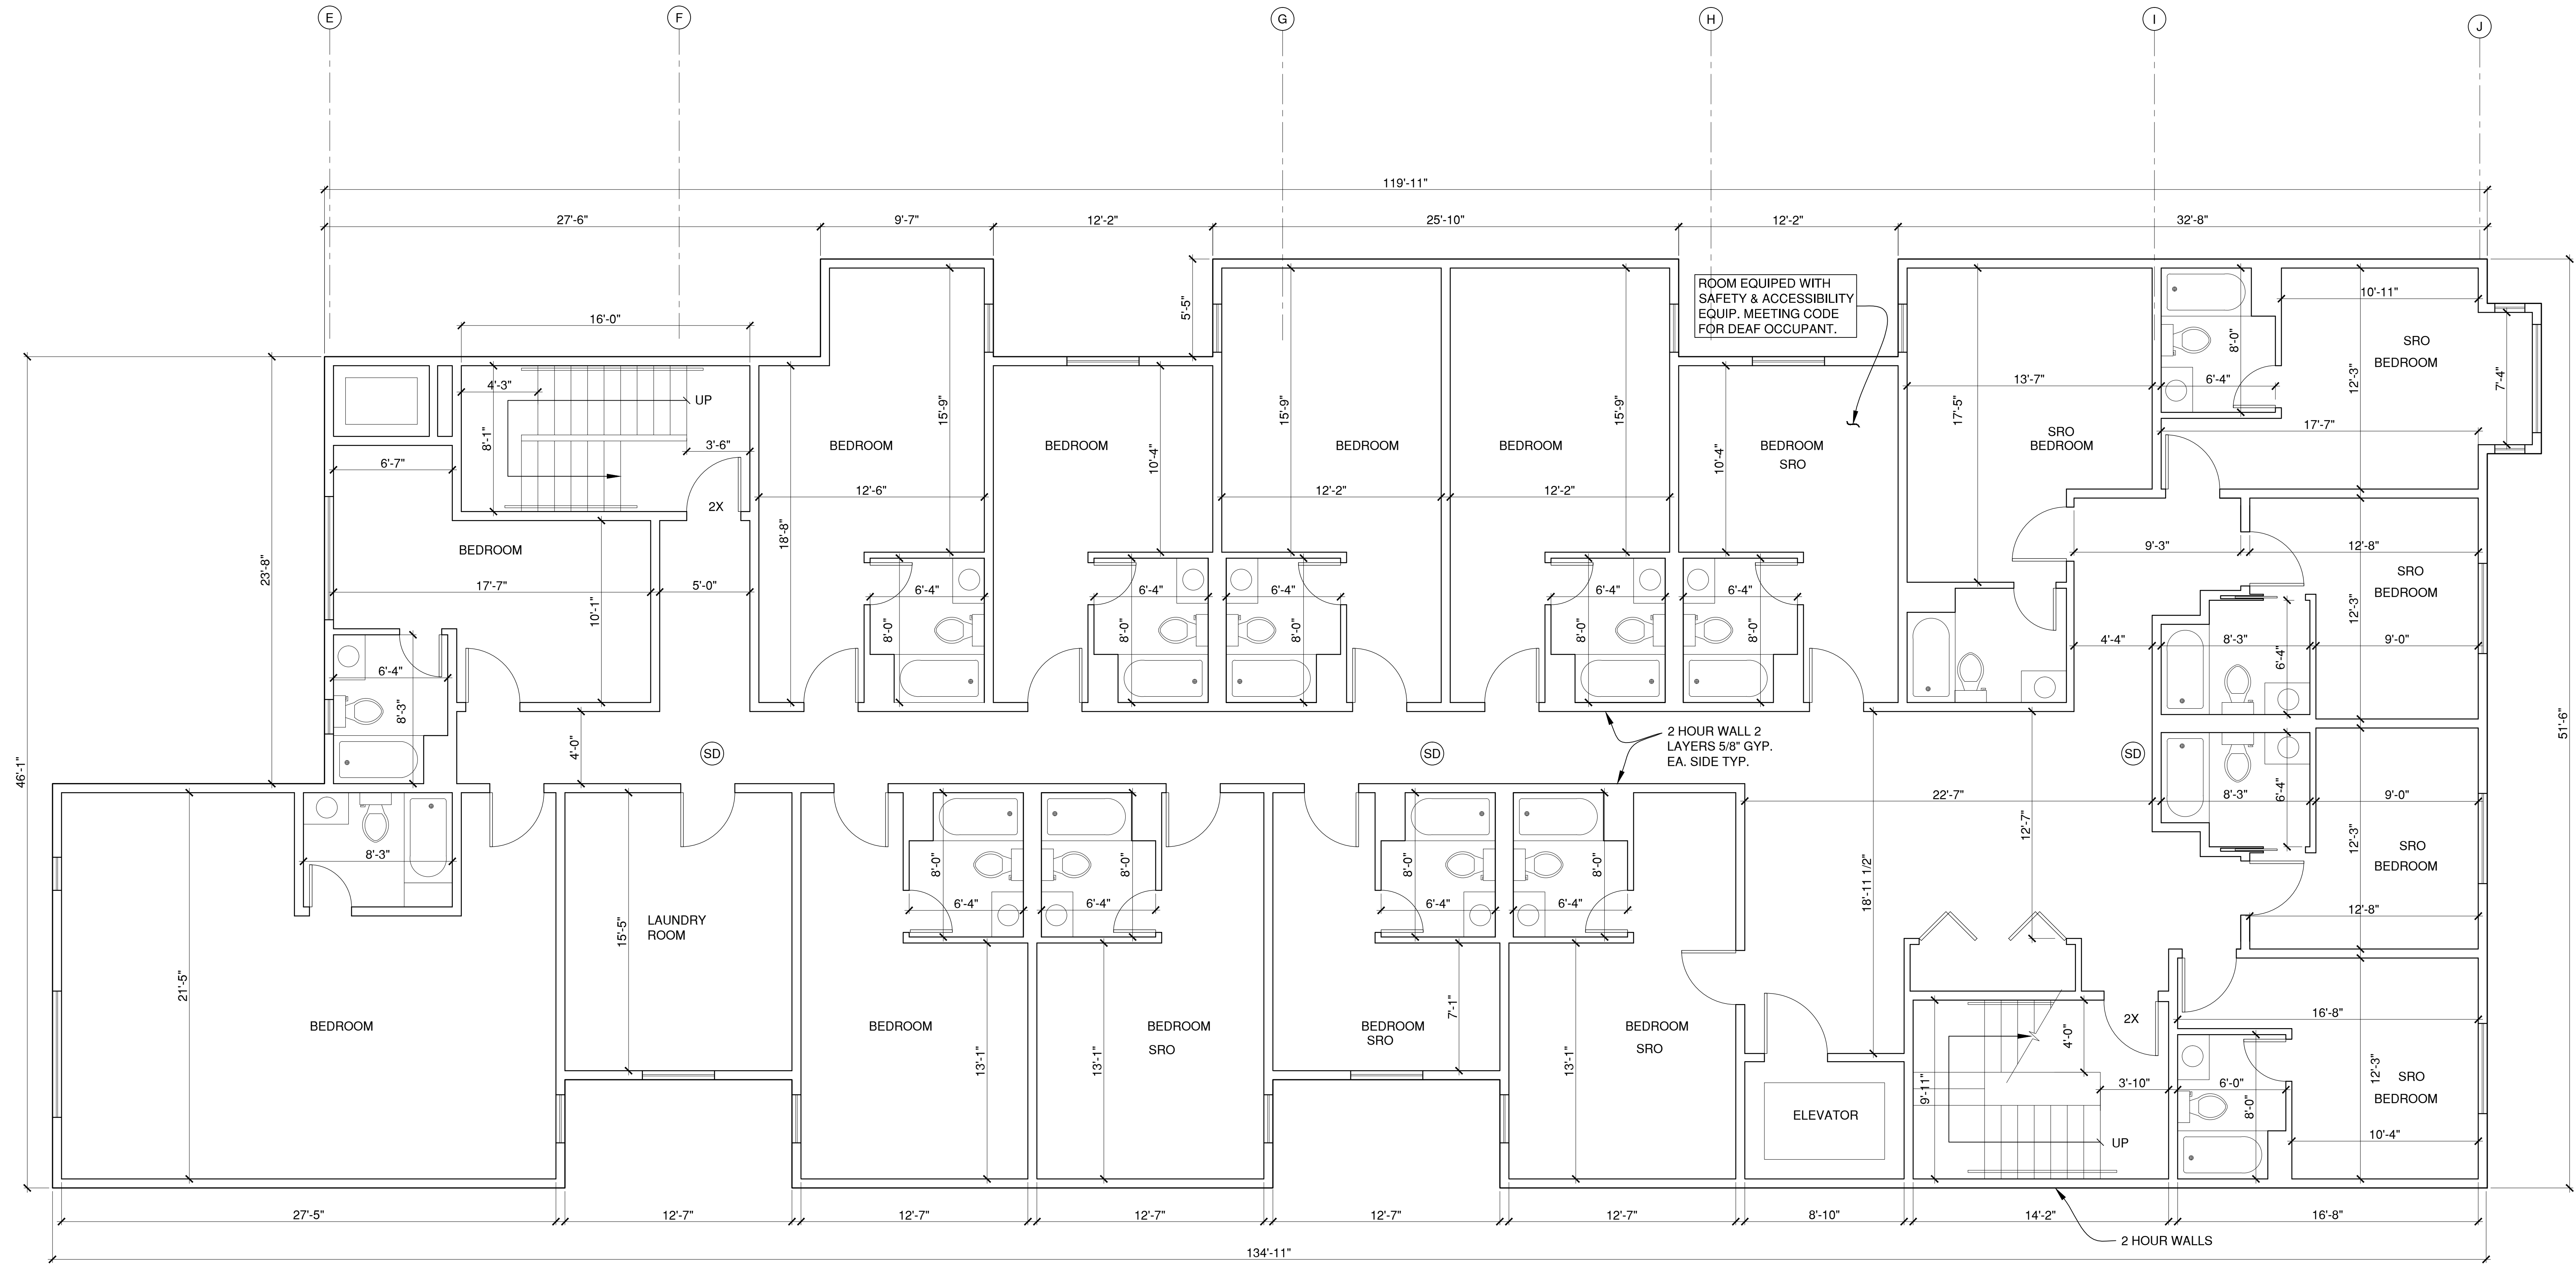 E
F
G
H
I
J
119'-11"
27'-6"
9'-7"
12'-2"
25'-10"
12'-2"
32'-8"
ROOM EQUIPED WITH
SAFETY & ACCESSIBILITY
EQUIP. MEETING CODE
FOR DEAF OCCUPANT.
5'-5"
16'-0"
4'-3"
UP
8'-1"
3'-6"
2X
6'-7"
BEDROOM
17'-7"
10'-1"
5'-0"
6'-4"
8'-3"
4'-0"
23'-8"
46'-1"
15'-9"
BEDROOM
12'-6"
18'-8"
6'-4"
8'-0"
BEDROOM
10'-4"
6'-4"
8'-0"
15'-9"
BEDROOM
12'-2"
6'-4"
8'-0"
15'-9"
BEDROOM
12'-2"
6'-4"
8'-0"
10'-4"
BEDROOM
SRO
6'-4"
8'-0"
13'-7"
17'-5"
SRO
BEDROOM
10'-11"
SRO
BEDROOM
8'-0"
6'-4"
12'-3"
7'-4"
17'-7"
9'-3"
12'-8"
SRO
BEDROOM
12'-3"
4'-4"
8'-3"
6'-4"
9'-0"
51'-6"
SD
SD
SD
2 HOUR WALL 2
LAYERS 5/8" GYP.
EA. SIDE TYP.
22'-7"
12'-7"
18'-11 1/2"
8'-3"
6'-4"
9'-0"
12'-3"
SRO
BEDROOM
12'-8"
8'-3"
21'-5"
BEDROOM
15'-5"
LAUNDRY
ROOM
8'-0"
6'-4"
BEDROOM
13'-1"
8'-0"
6'-4"
BEDROOM
SRO
13'-1"
8'-0"
6'-4"
7'-1"
BEDROOM
SRO
8'-0"
6'-4"
BEDROOM
SRO
13'-1"
ELEVATOR
2X
4'-0"
9'-11"
3'-10"
UP
16'-8"
12'-3"
SRO
BEDROOM
6'-0"
8'-0"
10'-4"
27'-5"
12'-7"
12'-7"
12'-7"
12'-7"
12'-7"
8'-10"
14'-2"
16'-8"
2 HOUR WALLS
134'-11"